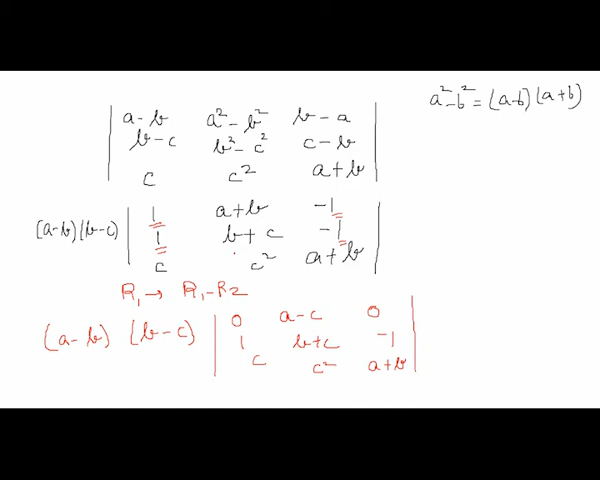 a² - b² = (a-b) (a+b)
| a - b a² - b² b - a |
| b - c b² - c² c - b |
| c c² a + b |
| 1 a+b -1 |
(a-b) (b-c) | 1 b+c -1 |
| c c² a+b |
R₁ → R₁-R2
| 0 a-c 0 |
(a-b) (b-c) | 1 b+c -1 |
| c c² a+b |